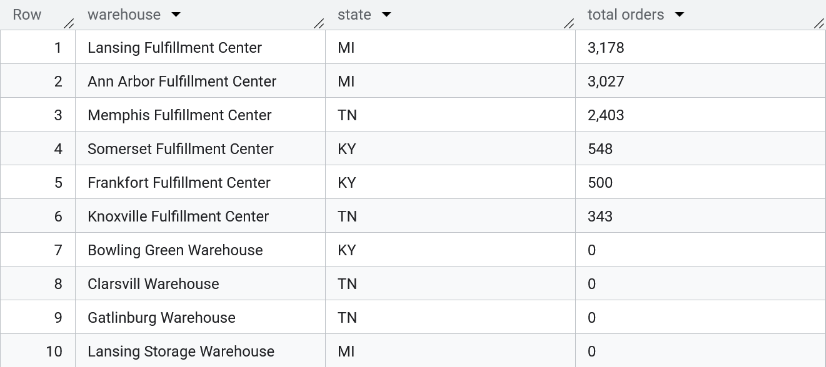 Row warehouse state total orders
1 Lansing Fulfillment Center MI 3,178
2 Ann Arbor Fulfillment Center MI 3,027
3 Memphis Fulfillment Center TN 2,403
4 Somerset Fulfillment Center KY 548
5 Frankfort Fulfillment Center KY 500
6 Knoxville Fulfillment Center TN 343
7 Bowling Green Warehouse KY 0
8 Clarsvill Warehouse TN 0
9 Gatlinburg Warehouse TN 0
10 Lansing Storage Warehouse MI 0